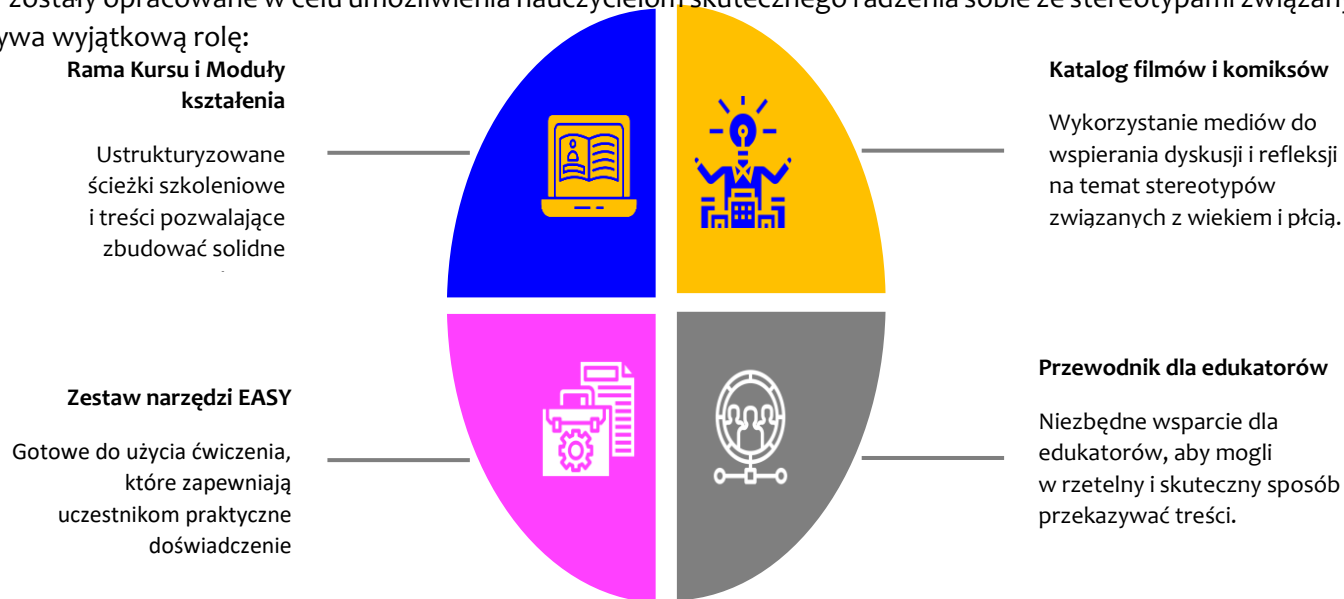 zostały opracowane w celu umożliwienia nauczycielom skutecznego radzenia sobie ze stereotypami
wyjątkową rolę:
Rama Kursu i Moduły
kształenia
Ustrukturyzowane
ścieżki szkoleniowe
i treści pozwalające
zbudować solidne
Katalog filmów i komiksów
Wykorzystanie mediów do
wspierania dyskusji i refleksji
na temat stereotypów
związanych z wiekiem i płcią.
Zestaw narzędzi EASY
Gotowe do użycia ćwiczenia,
które zapewniają
uczestnikom praktyczne
doświadczenie
Przewodnik dla edukatorów
Niezbędne wsparcie dla
edukatorów, aby mogli
w rzetelny i skuteczny sposób
przekazywać treści.